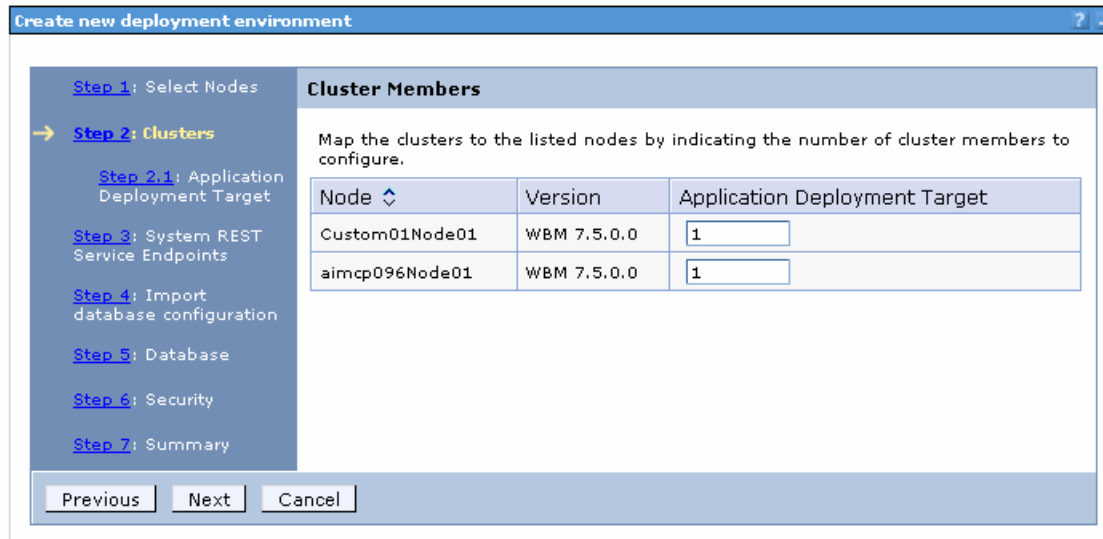 Create new deployment environment
?
Step 1: Select Nodes
Step 2: Clusters
Step 2.1: Application
Deployment Target
Step 3: System REST
Service Endpoints
Step 4: Import
database configuration
Step 5: Database
Step 6: Security
Step 7: Summary
Cluster Members
Map the clusters to the listed nodes by indicating the number of cluster members to
configure.
Node Version Application Deployment Target
Custom01Node01 WBM 7.5.0.0 1
aimcp096Node01 WBM 7.5.0.0 1
Previous Next Cancel